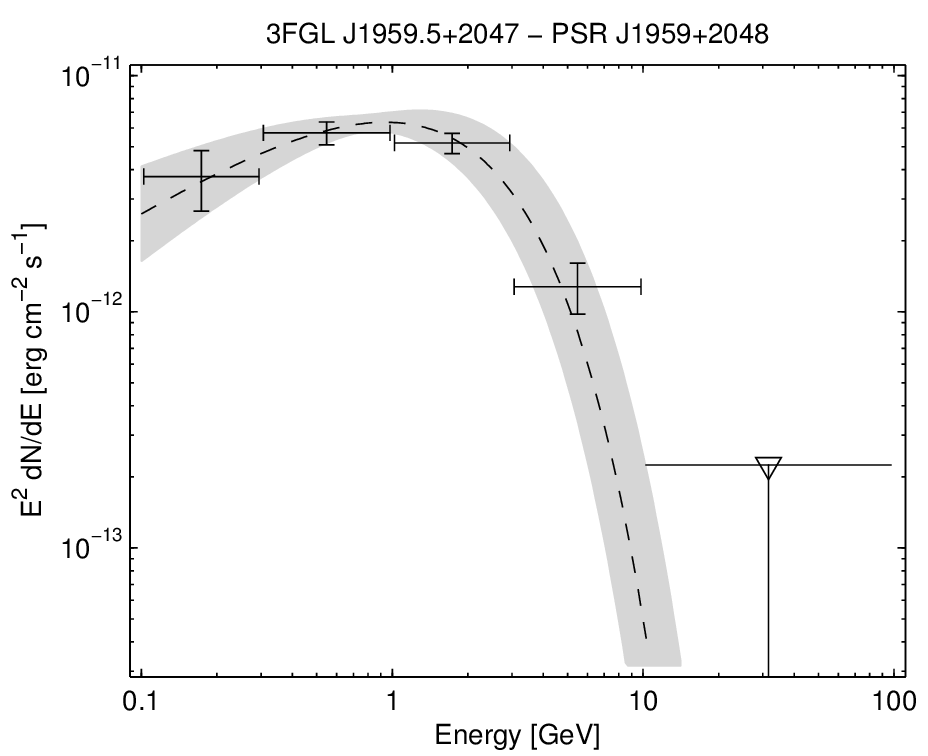 3FGL J1959.5+2047 − PSR J1959+2048
10⁻¹¹
10⁻¹²
10⁻¹³
E² dN/dE [erg cm⁻² s⁻¹]
0.1 1 10 100
Energy [GeV]